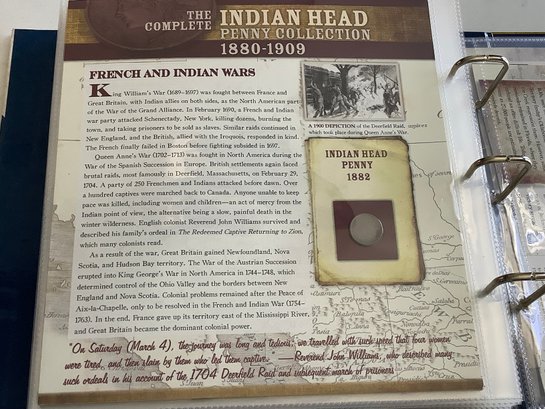 THE COMPLETE INDIAN HEAD
PENNY COLLECTION
1880-1909
FRENCH AND INDIAN WARS
King William's War (1689-1697) was fought between France and
Great Britain, with Indian allies on both sides, as the North American part
of the War of the Grand Alliance. In February 1690, a French and Indian
war party attacked Schenectady, New York, killing dozens, burning the
town, and taking prisoners to be sold as slaves. Similar raids continued in
New England, and the British, allied with the Iroquois, responded in kind.
The French finally failed in Boston before fighting subsided in 1697.
Queen Anne's War (1702-1713) was fought in North America during the
War of the Spanish Succession in Europe. British settlements again faced
brutal raids, most famously in Deerfield, Massachusetts, on February 29,
1704. A party of 250 Frenchmen and Indians attacked before dawn. Over
a hundred captives were marched back to Canada. Anyone unable to keep
pace was killed, including women and children—an act of mercy from the
Indian point of view, the alternative being a slow, painful death in the
winter wilderness. English colonist Reverend John Williams survived and
described his family's ordeal in The Redeemed Captive Returning to Zion,
which many colonists read.
As a result of the war, Great Britain gained Newfoundland, Nova
Scotia, and Hudson Bay territory. The War of the Austrian Succession
erupted into King George's War in North America in 1744-1748, which
determined control of the Ohio Valley and the borders between New
England and Nova Scotia. Colonial problems remained after the Peace of
Aix-la-Chapelle, only to be resolved in the French and Indian War (1754-
1763). In the end, France gave up its territory east of the Mississippi River,
and Great Britain became the dominant colonial power.
A 1900 DEPICTION of the Deerfield Raid,
which took place during Queen Anne's War.
INDIAN HEAD
PENNY
1882
"On Saturday (March 4), the journey was long and tedious; we travelled with such speed that four women
were tired, and then slain by them who led them captive." —Reverend John Williams, who described many
such ordeals in his account of the 1704 Deerfield Raid and subsequent march of prisoners